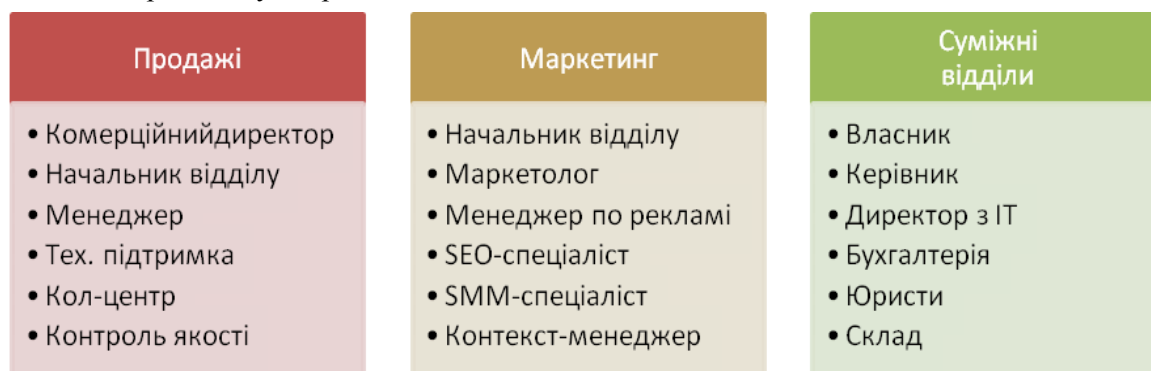 Продажі
• Комерційнийдиректор
• Начальник відділу
• Менеджер
• Тех. підтримка
• Кол-центр
• Контроль якості
Маркетинг
• Начальник відділу
• Маркетолог
• Менеджер по рекламі
• SEO-спеціаліст
• SMM-спеціаліст
• Контекст-менеджер
Суміжні
відділи
• Власник
• Керівник
• Директор з ІТ
• Бухгалтерія
• Юристи
• Склад